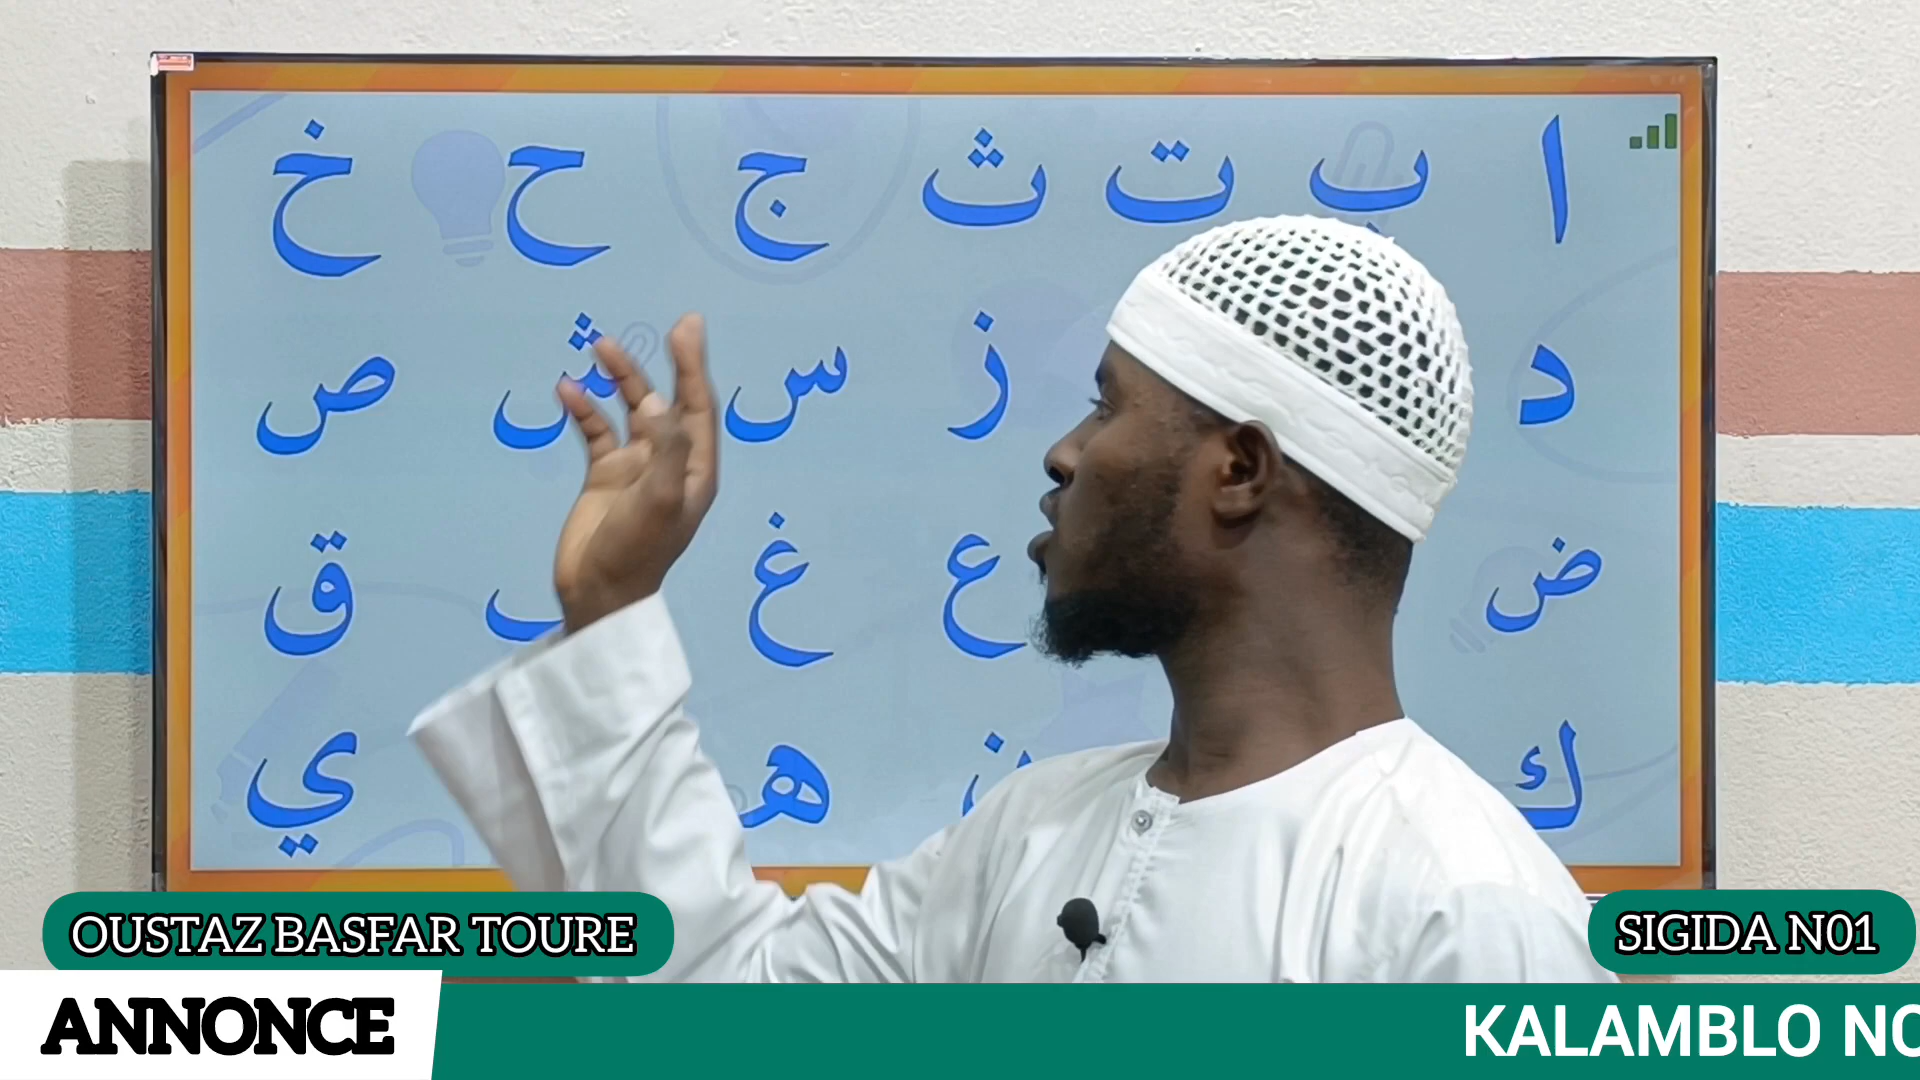 ا ب ت ث ج ح خ
د ز س ش ص
ض ع غ ق
ك ن ه ي
OUSTAZ BASFAR TOURE
SIGIDA N01
ANNONCE
KALAMBLO